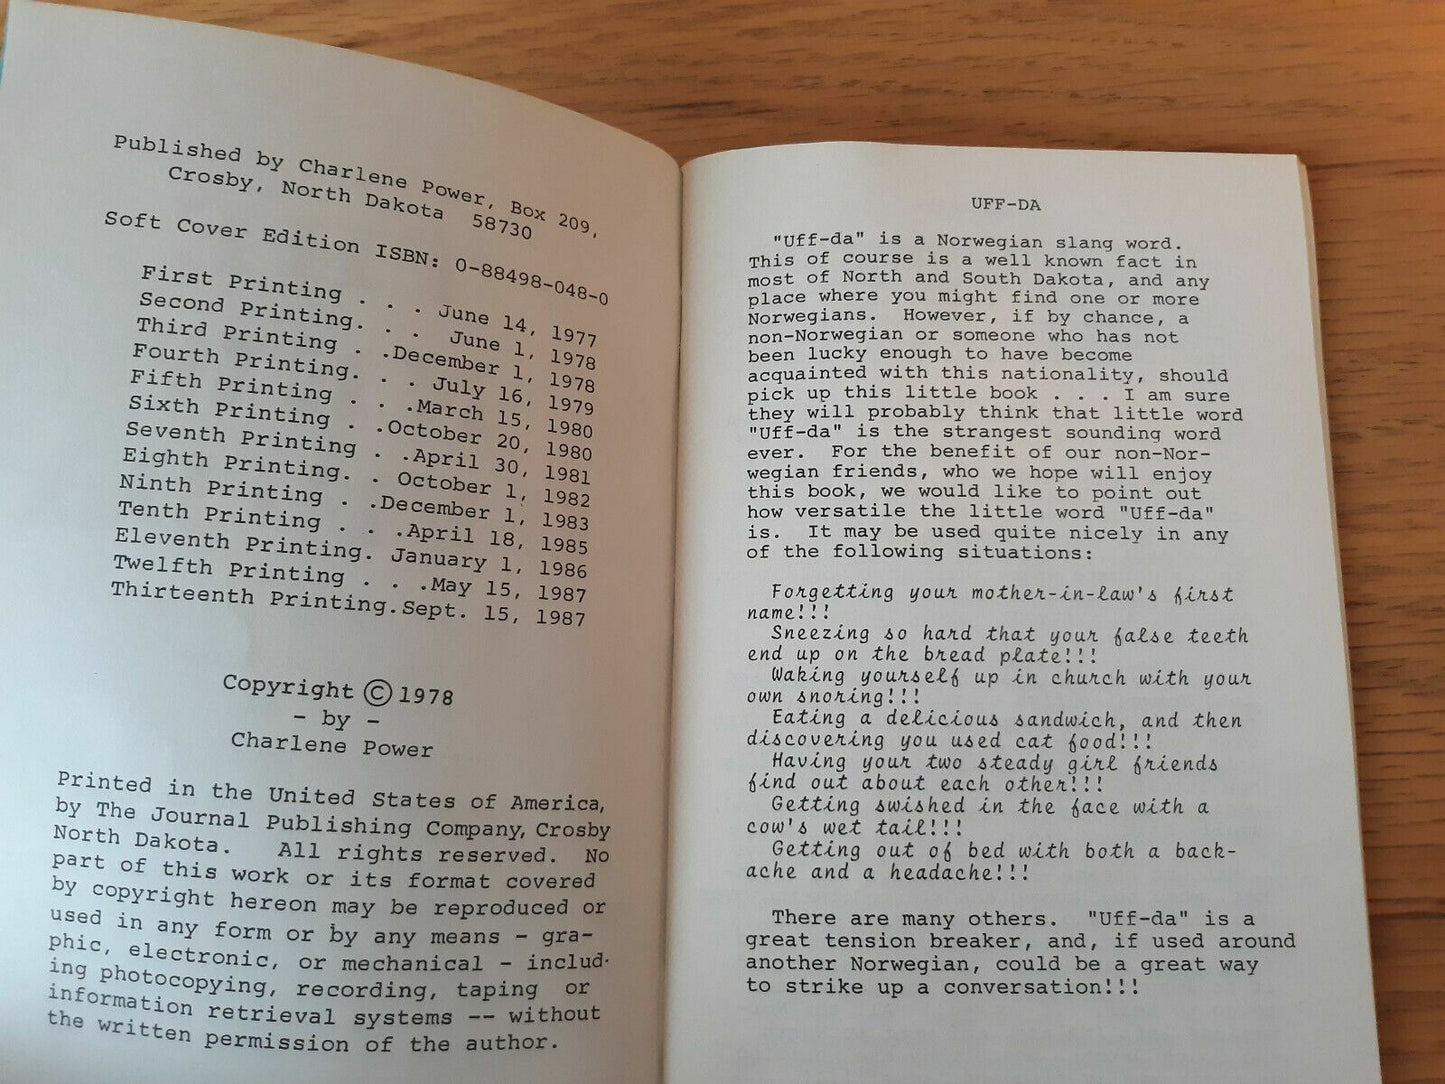 Published by Charlene Power, Box 209,
Crosby, North Dakota 58730
Soft Cover Edition ISBN: 0-88498-048-0
First Printing . . . June 14, 1977
Second Printing. . . June 1, 1978
Third Printing . .December 1, 1978
Fourth Printing. . . July 16, 1979
Fifth Printing . . .March 15, 1980
Sixth Printing . .October 20, 1980
Seventh Printing . .April 30, 1981
Eighth Printing. . October 1, 1982
Ninth Printing . .December 1, 1983
Tenth Printing . . .April 18, 1985
Eleventh Printing. January 1, 1986
Twelfth Printing . . .May 15, 1987
Thirteenth Printing.Sept. 15, 1987
Copyright © 1978
- by -
Charlene Power
Printed in the United States of America,
by The Journal Publishing Company, Crosby
North Dakota. All rights reserved. No
part of this work or its format covered
by copyright hereon may be reproduced or
used in any form or by any means - gra-
phic, electronic, or mechanical - includ-
ing photocopying, recording, taping or
information retrieval systems -- without
the written permission of the author.
UFF-DA
"Uff-da" is a Norwegian slang word.
This of course is a well known fact in
most of North and South Dakota, and any
place where you might find one or more
Norwegians. However, if by chance, a
non-Norwegian or someone who has not
been lucky enough to have become
acquainted with this nationality, should
pick up this little book . . . I am sure
they will probably think that little word
"Uff-da" is the strangest sounding word
ever. For the benefit of our non-Nor-
wegian friends, who we hope will enjoy
this book, we would like to point out
how versatile the little word "Uff-da"
is. It may be used quite nicely in any
of the following situations:
Forgetting your mother-in-law's first
name!!!
Sneezing so hard that your false teeth
end up on the bread plate!!!
Waking yourself up in church with your
own snoring!!!
Eating a delicious sandwich, and then
discovering you used cat food!!!
Having your two steady girl friends
find out about each other!!!
Getting swished in the face with a
cow's wet tail!!!
Getting out of bed with both a back-
ache and a headache!!!
There are many others. "Uff-da" is a
great tension breaker, and, if used around
another Norwegian, could be a great way
to strike up a conversation!!!